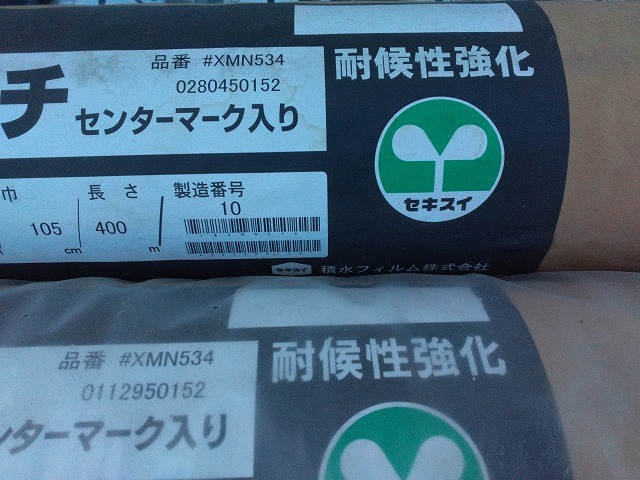 品番 #XMN534
0280450152
チ センターマーク入り
耐候性強化
セキスイ
巾 長さ 製造番号
105 cm 400 m 10
セキスイ 積水フィルム株式会社
品番 #XMN534
0112950152
ンターマーク入り
耐候性強化